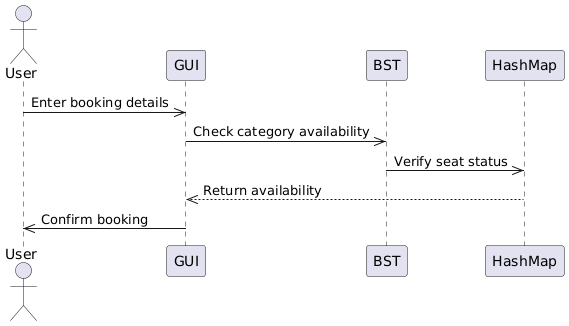 User
GUI
BST
HashMap
Enter booking details
Check category availability
Verify seat status
Return availability
Confirm booking
User
GUI
BST
HashMap